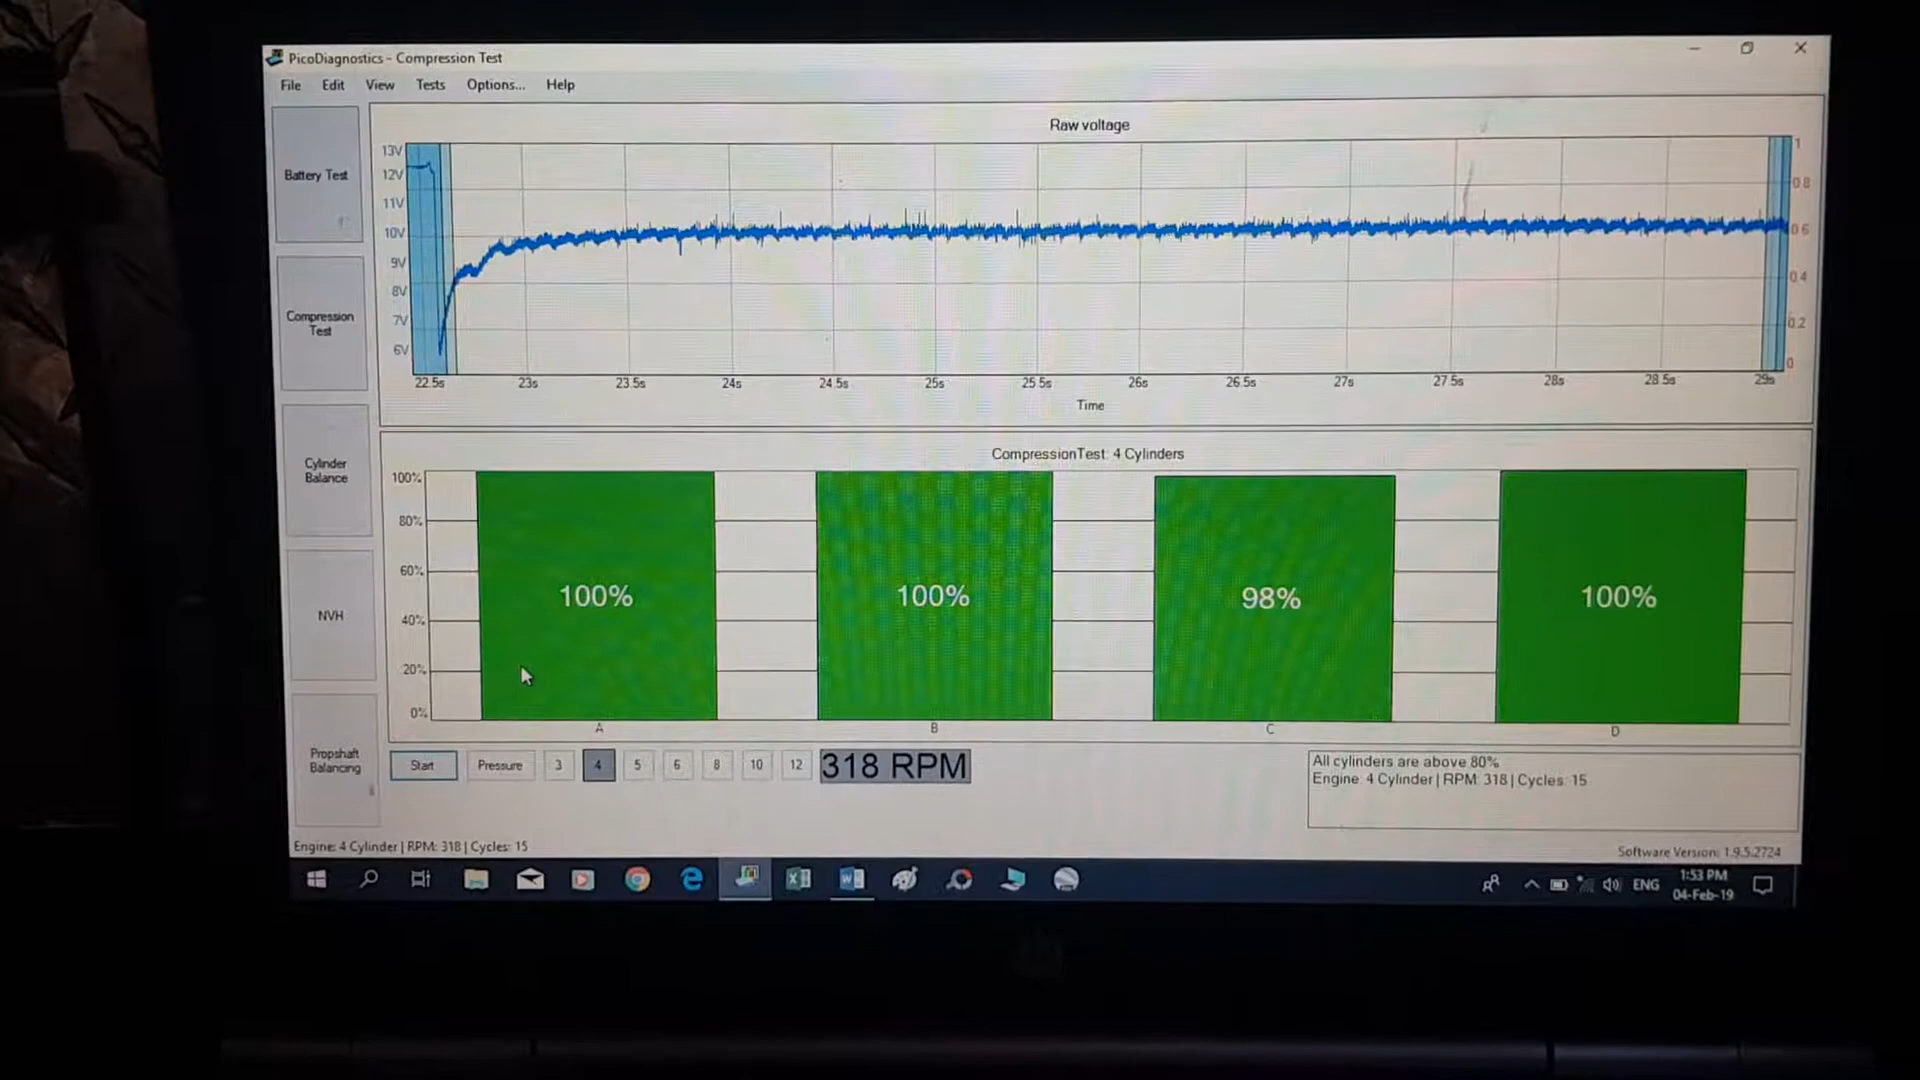 PicoDiagnostics - Compression Test
File Edit View Tests Options... Help
Battery Test
Compression
Test
Cylinder
Balance
NVH
Propshaft
Balancing
Raw voltage
13V
12V
11V
10V
9V
8V
7V
6V
1
0.8
0.6
0.4
0.2
0
22.5s 23s 23.5s 24s 24.5s 25s 25.5s 26s 26.5s 27s 27.5s 28s 28.5s 29s
Time
CompressionTest: 4 Cylinders
100%
80%
60%
40%
20%
0%
100% 100% 98% 100%
A B C D
Start Pressure 3 4 5 6 8 10 12 318 RPM
All cylinders are above 80%
Engine: 4 Cylinder | RPM: 318 | Cycles: 15
Engine: 4 Cylinder | RPM: 318 | Cycles: 15
Software Version: 1.9.5.2724
ENG
1:53 PM
04-Feb-19